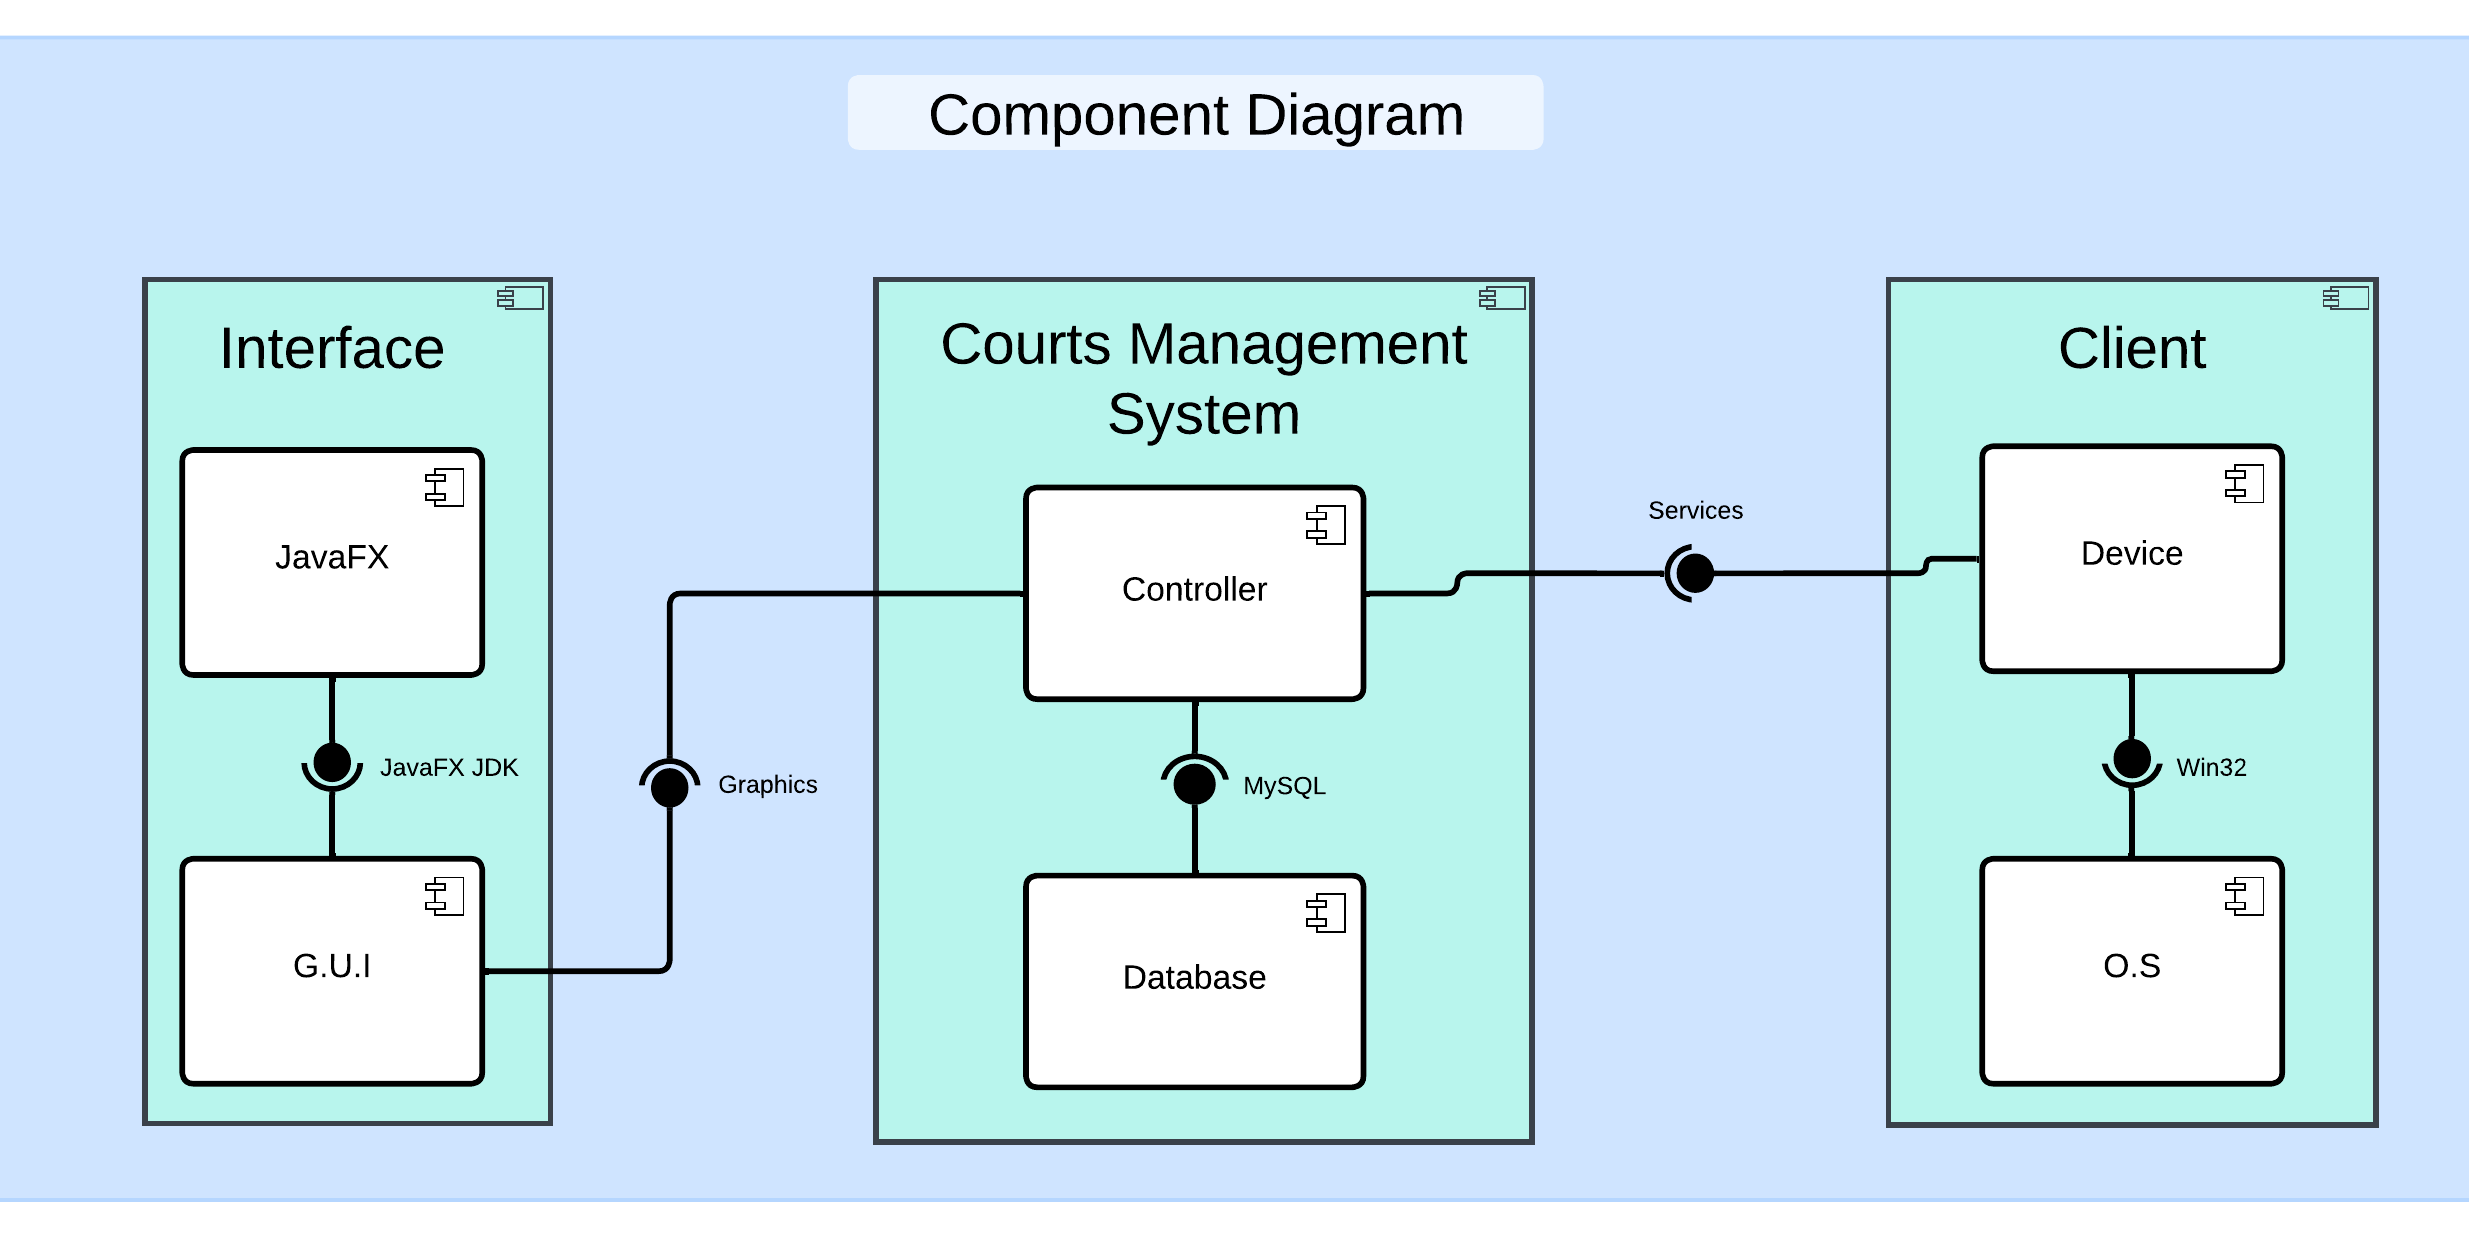 Component Diagram
Interface
JavaFX
JavaFX JDK
G.U.I
Graphics
Courts Management
System
Controller
MySQL
Database
Services
Client
Device
Win32
O.S